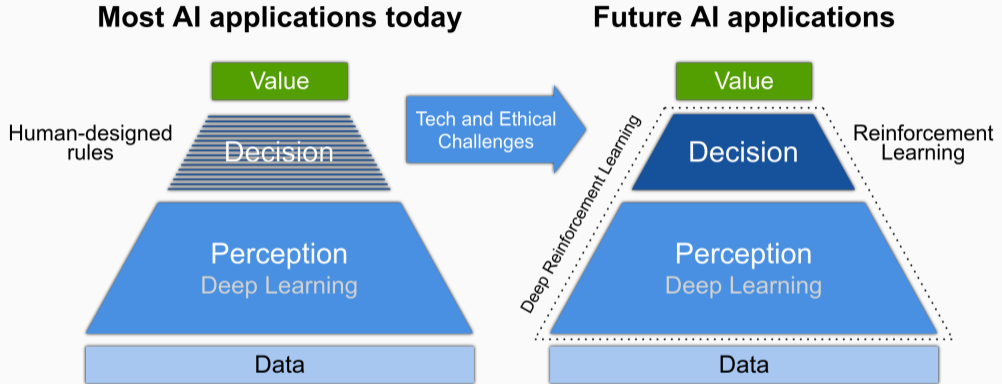 Most AI applications today
Value
Human-designed
rules
Decision
Perception
Deep Learning
Data
Tech and Ethical
Challenges
Future AI applications
Value
Decision
Reinforcement
Learning
Deep Reinforcement Learning
Perception
Deep Learning
Data